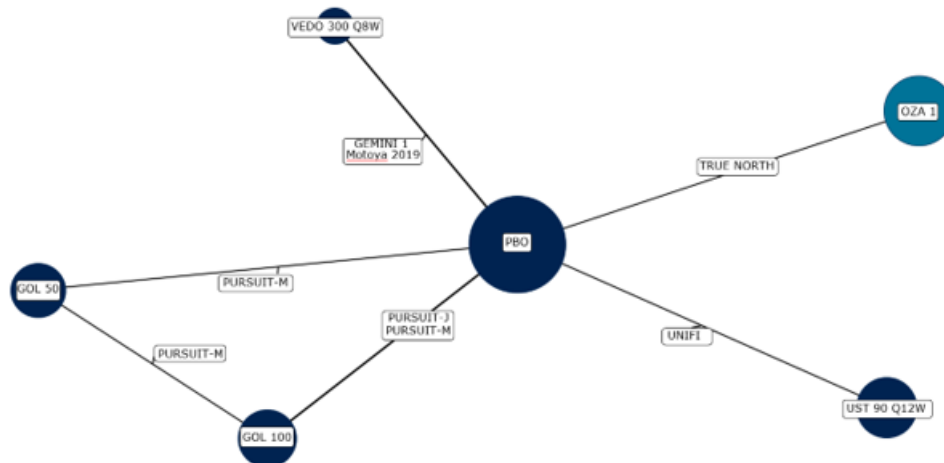 VEDO 300 Q8W
OZA 1
GEMINI 1
Motoya 2019
TRUE NORTH
PBO
PURSUIT-M
GOL 50
PURSUIT-J
PURSUIT-M
UNIFI
PURSUIT-M
UST 90 Q12W
GOL 100